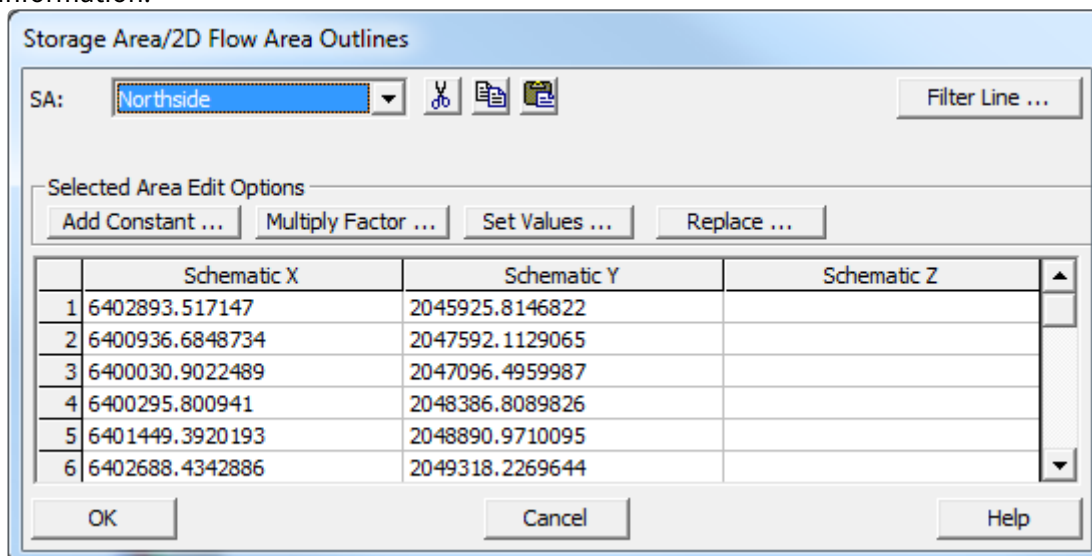 information.
Storage Area/2D Flow Area Outlines
SA: Northside Filter Line ...
Selected Area Edit Options
Add Constant ... Multiply Factor ... Set Values ... Replace ...
Schematic X Schematic Y Schematic Z
1 6402893.517147 2045925.8146822
2 6400936.6848734 2047592.1129065
3 6400030.9022489 2047096.4959987
4 6400295.800941 2048386.8089826
5 6401449.3920193 2048890.9710095
6 6402688.4342886 2049318.2269644
OK Cancel Help